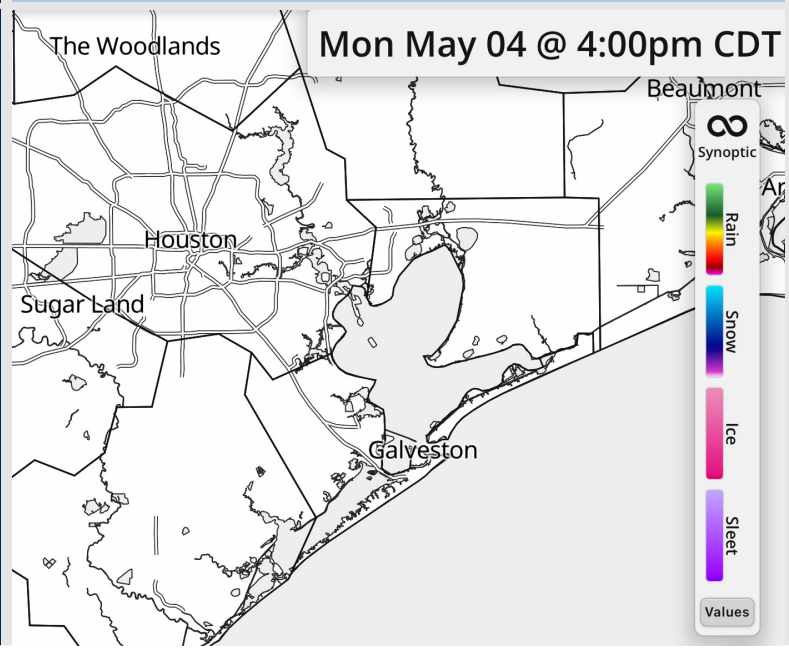 Mon May 04 @ 4:00pm CDT
The Woodlands
Beaumont
Synoptic
Ar
Rain
Houston
Sugar Land
Snow
Ice
Galveston
Sleet
Values